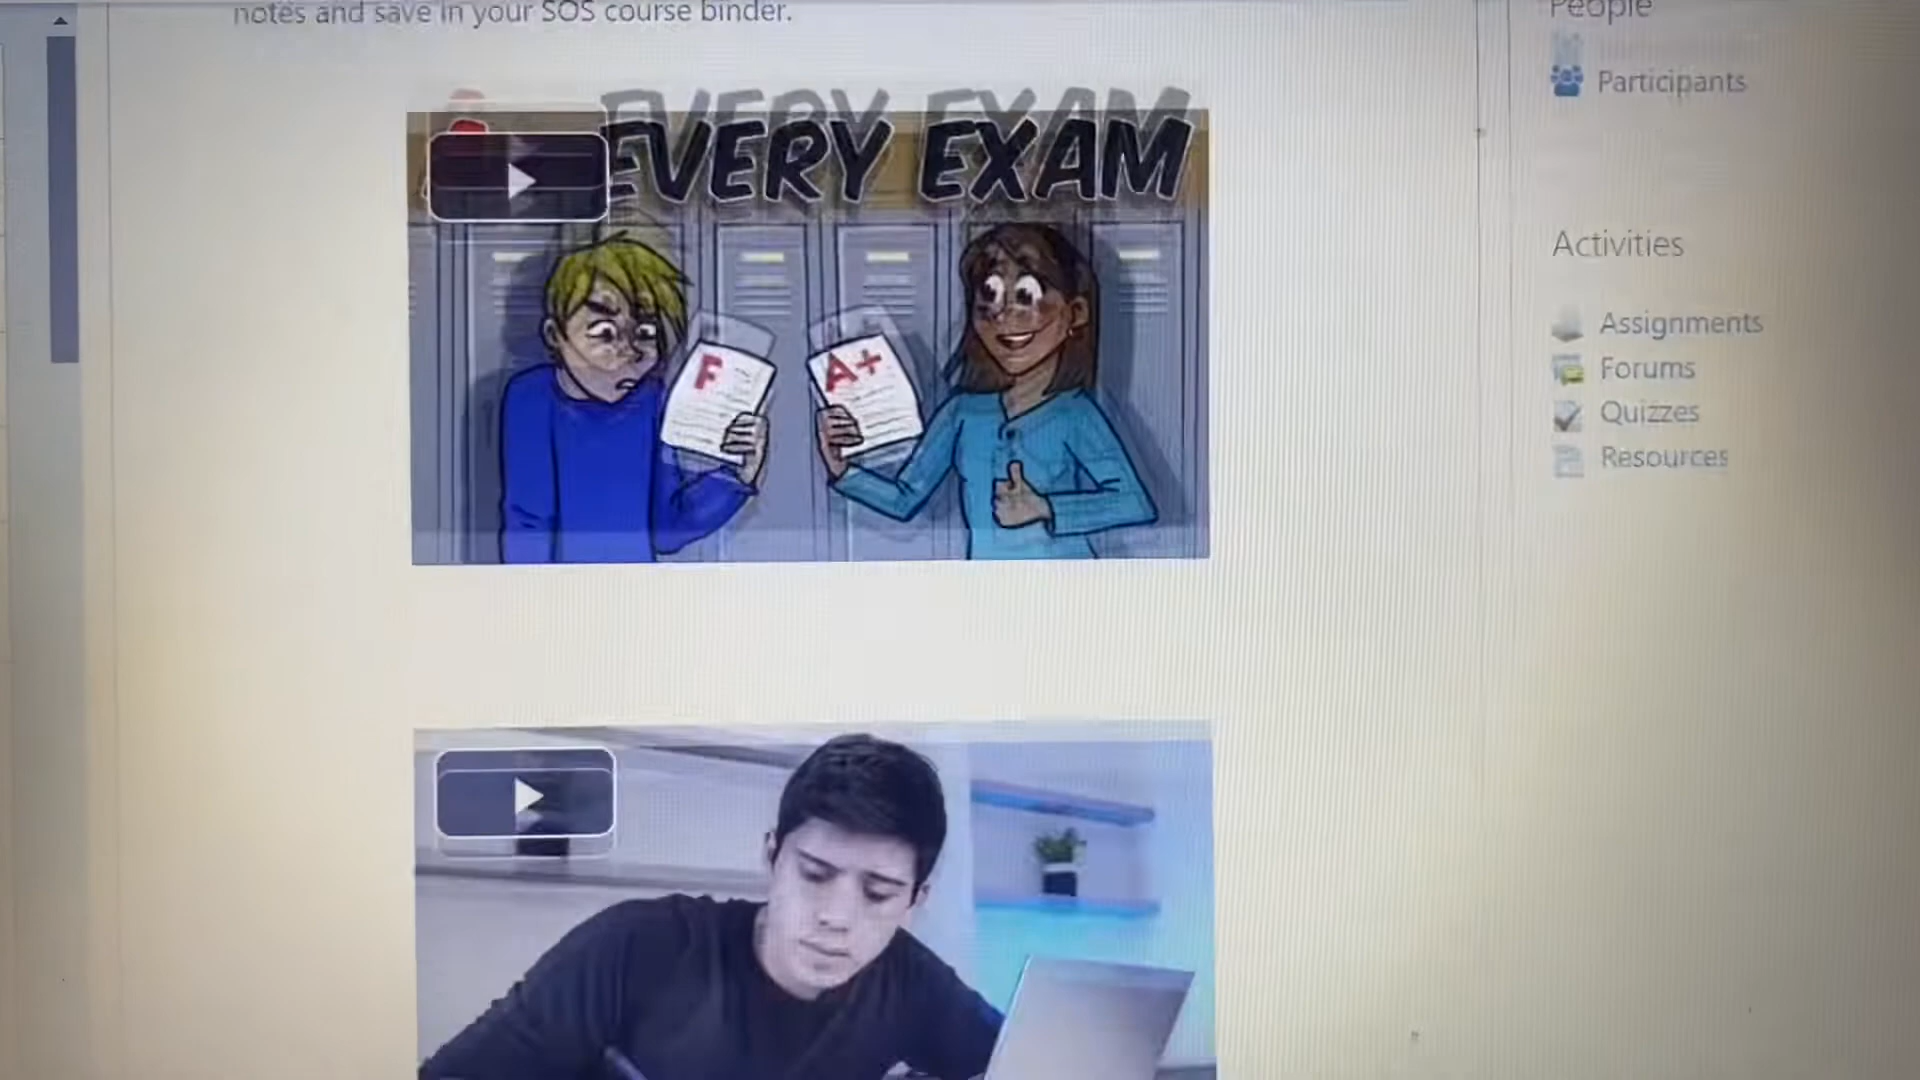 notes and save in your SOS course binder.
EVERY EXAM
F
A+
People
Participants
Activities
Assignments
Forums
Quizzes
Resources